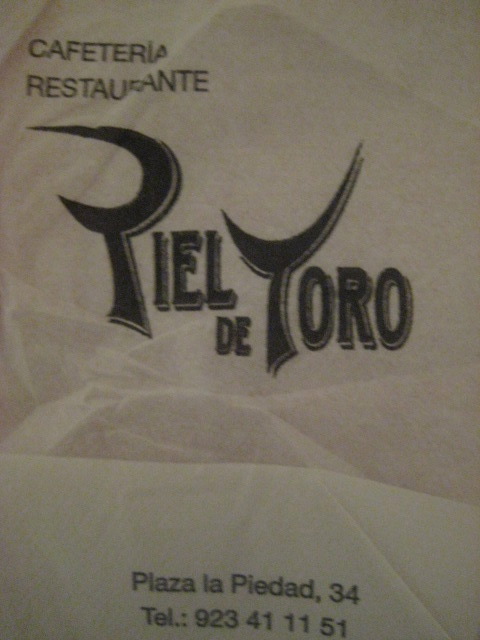 CAFETERÍA
RESTAURANTE
PIEL
DE TORO
Plaza la Piedad, 34
Tel.: 923 41 11 51